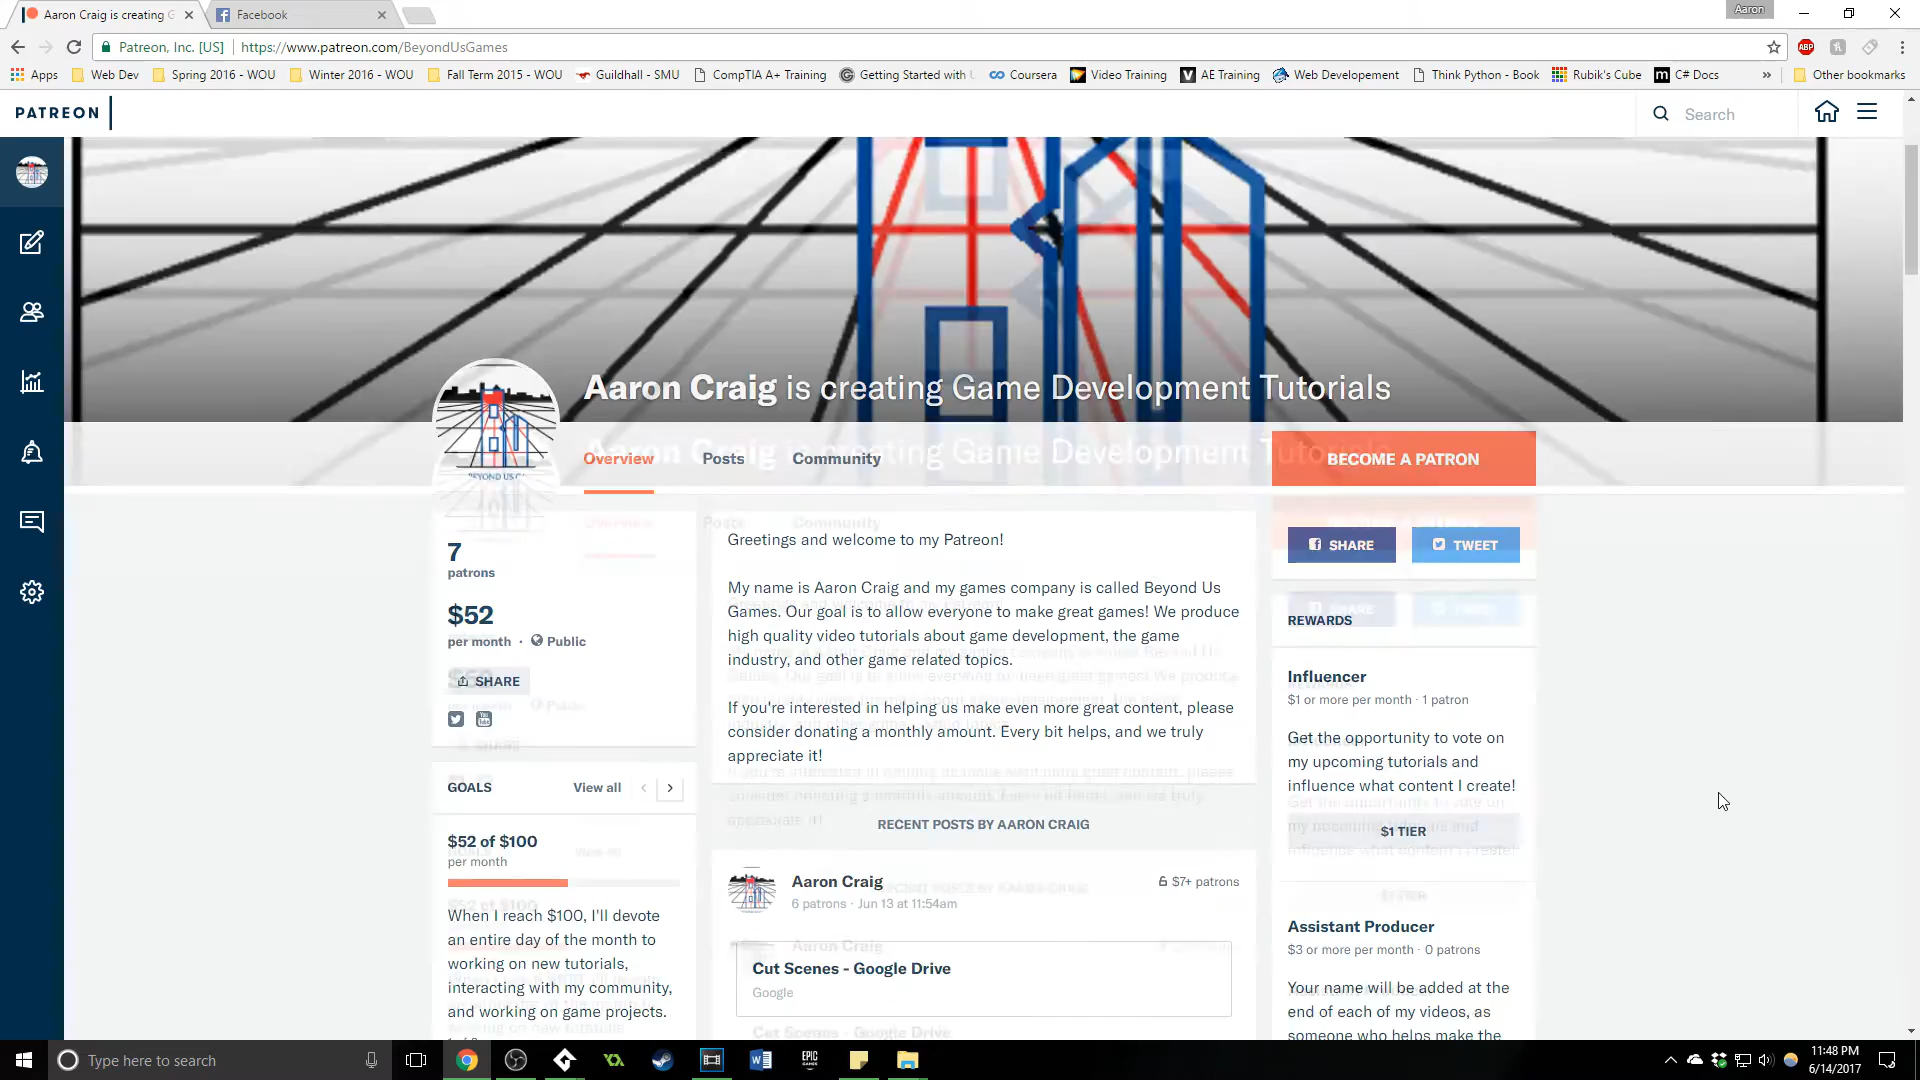 Aaron Craig is creating G
Facebook
Aaron
Patreon, Inc. [US]
https://www.patreon.com/BeyondUsGames
Apps
Web Dev
Spring 2016 - WOU
Winter 2016 - WOU
Fall Term 2015 - WOU
Guildhall - SMU
CompTIA A+ Training
Getting Started with
Coursera
Video Training
AE Training
Web Developement
Think Python - Book
Rubik's Cube
C# Docs
Other bookmarks
PATREON
Search
Aaron Craig is creating Game Development Tutorials
Overview
Posts
Community
BECOME A PATRON
7
patrons
$52
per month · Public
SHARE
GOALS
View all
$52 of $100
per month
When I reach $100, I'll devote
an entire day of the month to
working on new tutorials,
interacting with my community,
and working on game projects.
Greetings and welcome to my Patreon!
My name is Aaron Craig and my games company is called Beyond Us
Games. Our goal is to allow everyone to make great games! We produce
high quality video tutorials about game development, the game
industry, and other game related topics.
If you're interested in helping us make even more great content, please
consider donating a monthly amount. Every bit helps, and we truly
appreciate it!
RECENT POSTS BY AARON CRAIG
Aaron Craig
$7+ patrons
6 patrons · Jun 13 at 11:54am
Cut Scenes - Google Drive
Google
SHARE
TWEET
REWARDS
Influencer
$1 or more per month · 1 patron
Get the opportunity to vote on
my upcoming tutorials and
influence what content I create!
$1 TIER
Assistant Producer
$3 or more per month · 0 patrons
Your name will be added at the
end of each of my videos, as
someone who helps make the
Type here to search
11:48 PM
6/14/2017